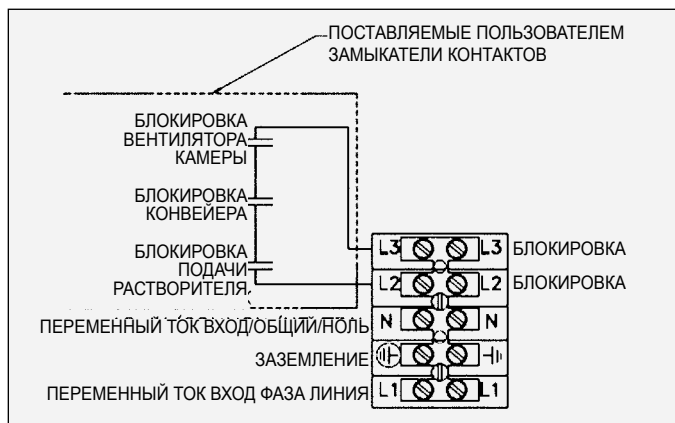 ПОСТАВЛЯЕМЫЕ ПОЛЬЗОВАТЕЛЕМ
ЗАМЫКАТЕЛИ КОНТАКТОВ
БЛОКИРОВКА
ВЕНТИЛЯТОРА
КАМЕРЫ
БЛОКИРОВКА
КОНВЕЙЕРА
БЛОКИРОВКА
ПОДАЧИ
РАСТВОРИТЕЛЯ
L3 L3 БЛОКИРОВКА
L2 L2 БЛОКИРОВКА
ПЕРЕМЕННЫЙ ТОК ВХОД/ОБЩИЙ/НОЛЬ N N
ЗАЗЕМЛЕНИЕ
ПЕРЕМЕННЫЙ ТОК ВХОД ФАЗА ЛИНИЯ L1 L1